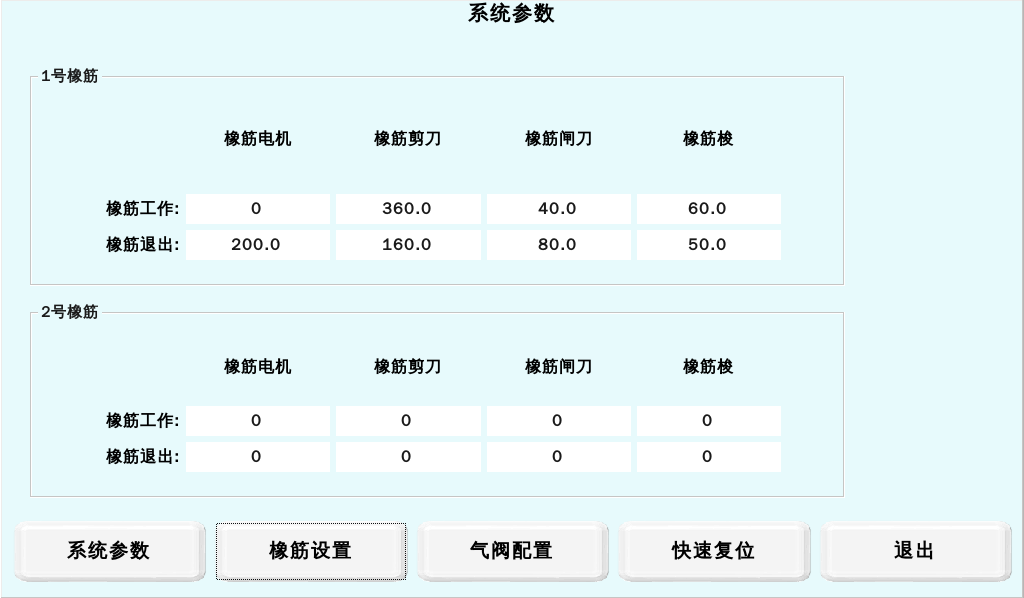 系统参数
1号橡筋
橡筋电机 橡筋剪刀 橡筋闸刀 橡筋梭
橡筋工作: 0 360.0 40.0 60.0
橡筋退出: 200.0 160.0 80.0 50.0
2号橡筋
橡筋电机 橡筋剪刀 橡筋闸刀 橡筋梭
橡筋工作: 0 0 0 0
橡筋退出: 0 0 0 0
系统参数 橡筋设置 气阀配置 快速复位 退出